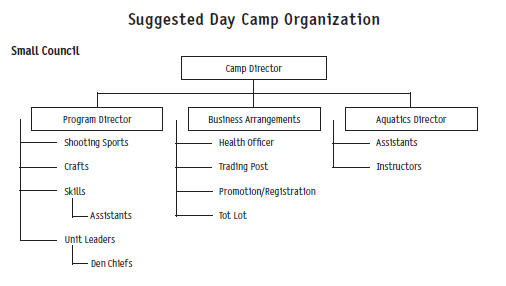 Suggested Day Camp Organization
Small Council
Camp Director
Program Director
Shooting Sports
Crafts
Skills
Assistants
Unit Leaders
Den Chiefs
Business Arrangements
Health Officer
Trading Post
Promotion/Registration
Tot Lot
Aquatics Director
Assistants
Instructors